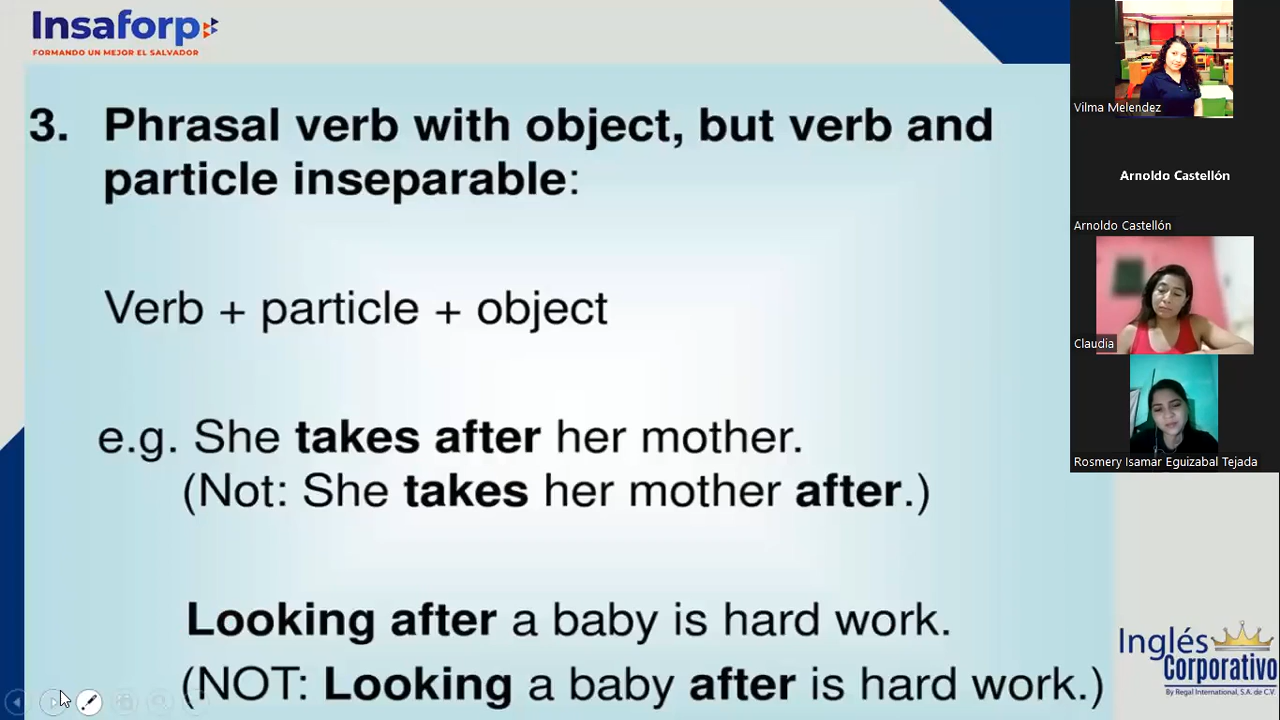 Insaforp
FORMANDO UN MEJOR EL SALVADOR
3. Phrasal verb with object, but verb and
particle inseparable:
Verb + particle + object
e.g. She takes after her mother.
(Not: She takes her mother after.)
Looking after a baby is hard work.
(NOT: Looking a baby after is hard work.)
Vilma Melendez
Arnoldo Castellón
Arnoldo Castellón
Claudia
Rosmery Isamar Eguizabal Tejada
Inglés
Corporativo
By Regal International, S.A. de C.V.